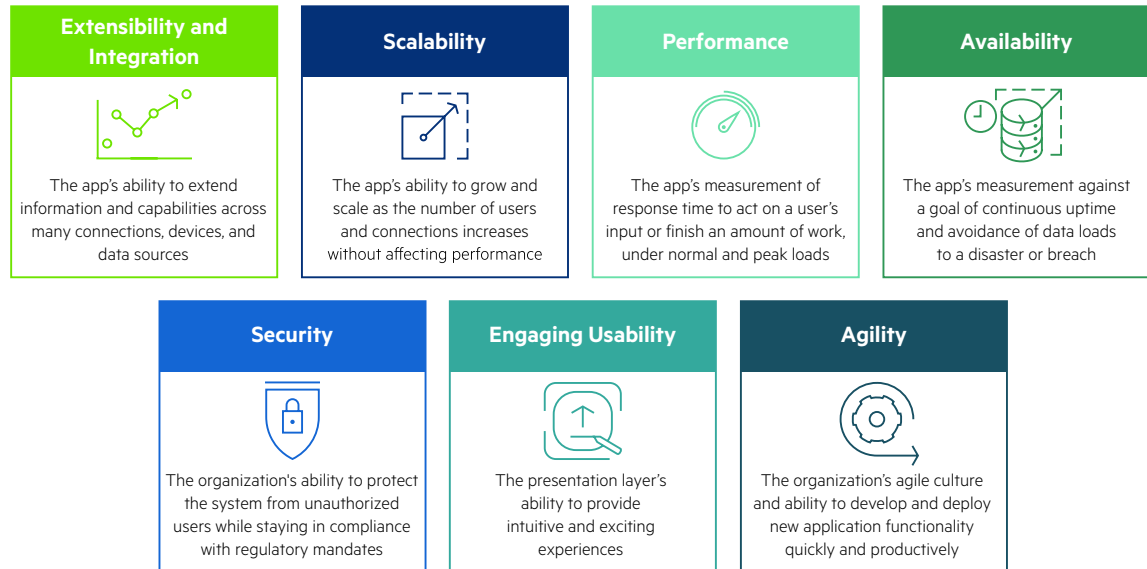 Extensibility and
Integration
The app's ability to extend
information and capabilities across
many connections, devices, and
data sources
Scalability
The app's ability to grow and
scale as the number of users
and connections increases
without affecting performance
Performance
The app's measurement of
response time to act on a user's
input or finish an amount of work,
under normal and peak loads
Availability
The app's measurement against
a goal of continuous uptime
and avoidance of data loads
to a disaster or breach
Security
The organization's ability to protect
the system from unauthorized
users while staying in compliance
with regulatory mandates
Engaging Usability
The presentation layer's
ability to provide
intuitive and exciting
experiences
Agility
The organization's agile culture
and ability to develop and deploy
new application functionality
quickly and productively